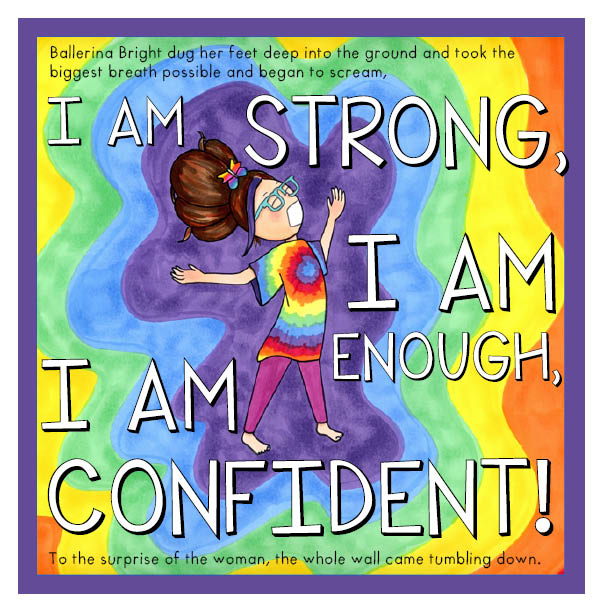 Ballerina Bright dug her feet deep into the ground and took the
biggest breath possible and began to scream,
I AM STRONG,
I AM
ENOUGH,
I AM
CONFIDENT!
To the surprise of the woman, the whole wall came tumbling down.